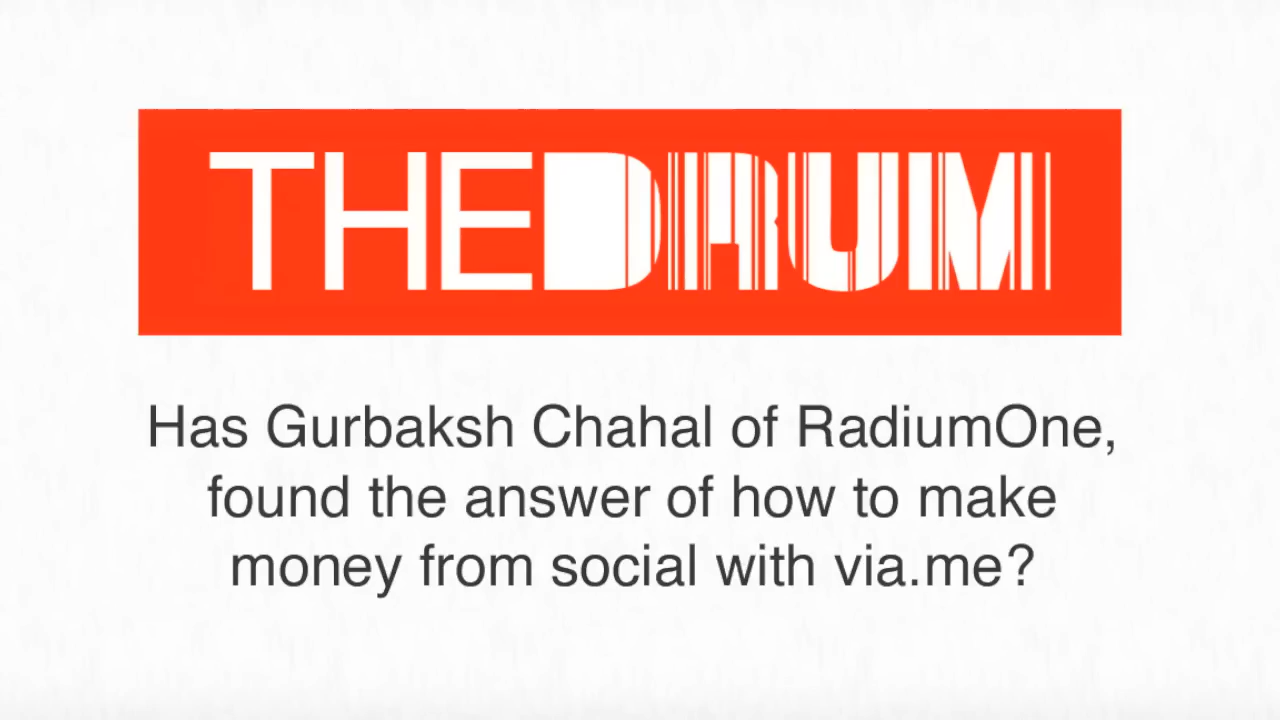 THEDRUM
Has Gurbaksh Chahal of RadiumOne,
found the answer of how to make
money from social with via.me?